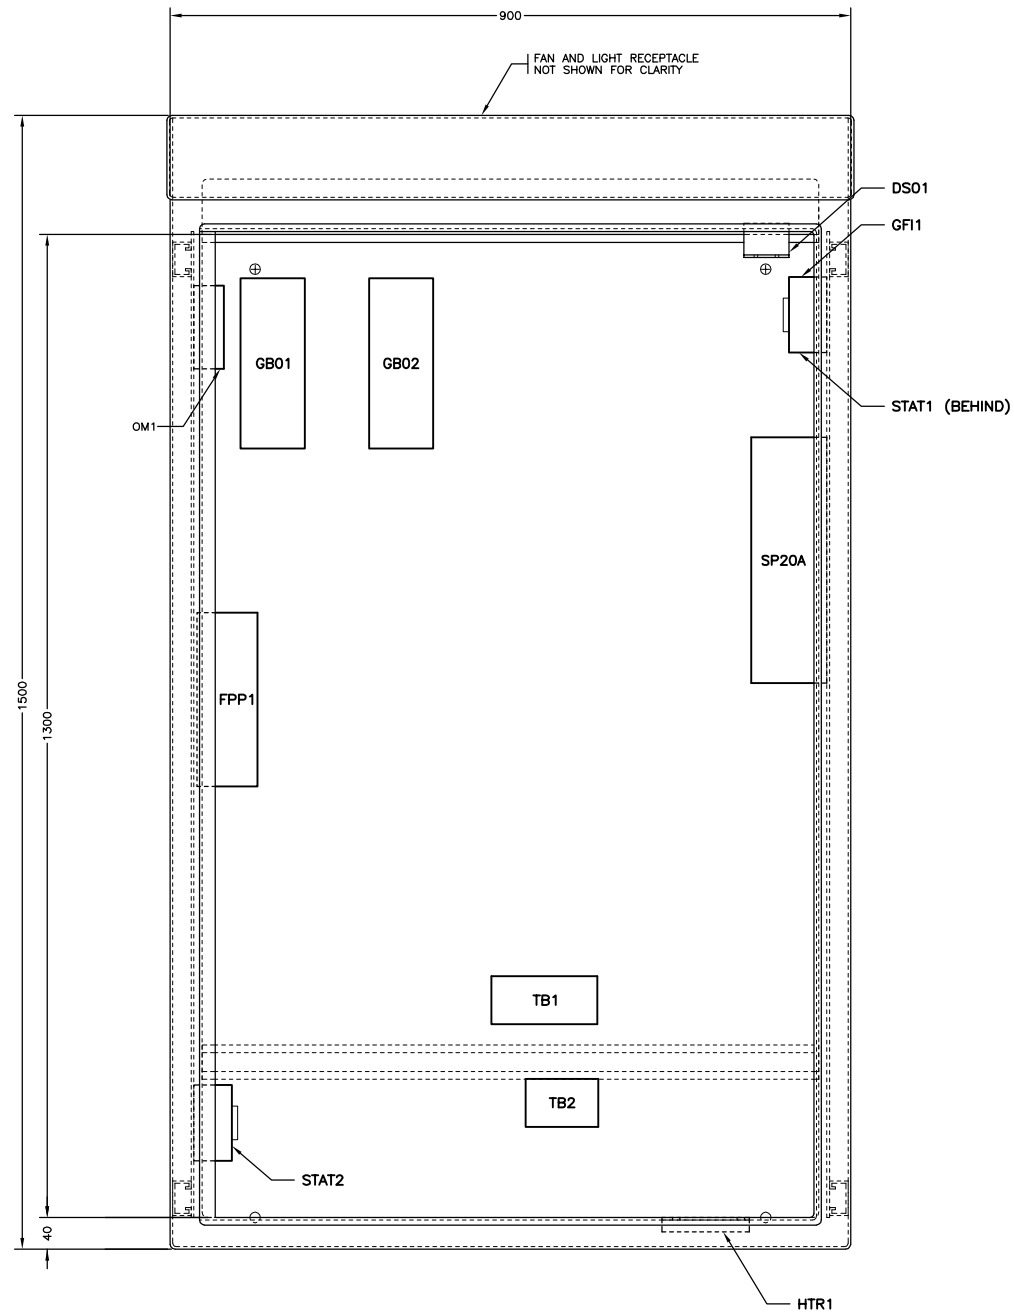 900
FAN AND LIGHT RECEPTACLE
NOT SHOWN FOR CLARITY
DS01
GFI1
GB01
GB02
STAT1 (BEHIND)
OM1
SP20A
FPP1
1500
1300
TB1
TB2
STAT2
40
HTR1